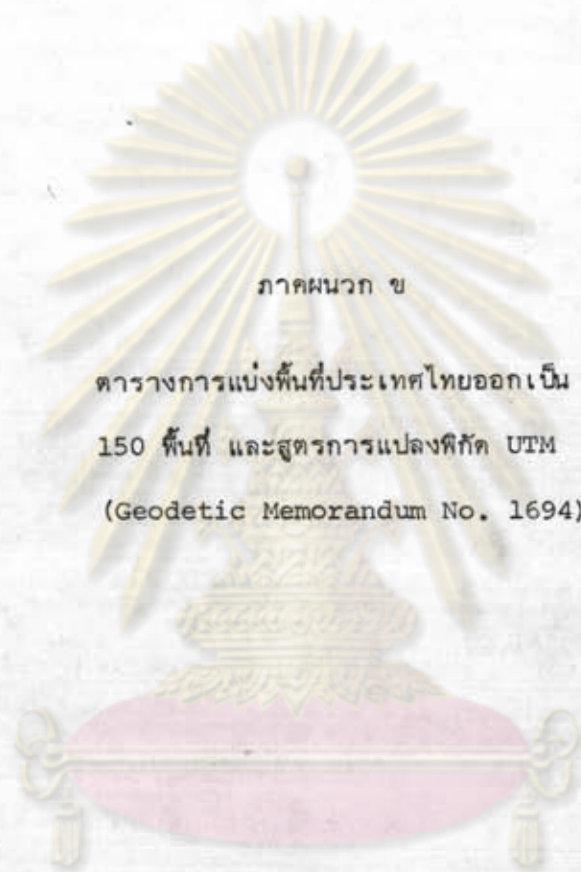 ภาคผนวก ข
ตารางการแบ่งพื้นที่ประเทศไทยออกเป็น
150 พื้นที่ และสูตรการแปลงพิกัด UTM
(Geodetic Memorandum No. 1694)